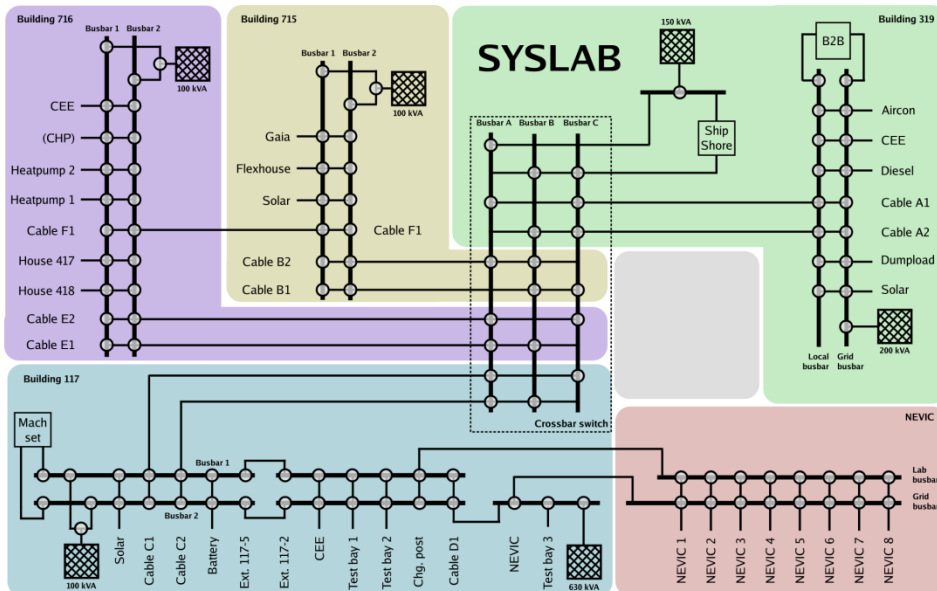 Building 716
Busbar 1
Busbar 2
100 kVA
CEE
(CHP)
Heatpump 2
Heatpump 1
Cable F1
House 417
House 418
Cable E2
Cable E1
Building 715
Busbar 1
Busbar 2
100 kVA
Gaia
Flexhouse
Solar
Cable F1
Cable B2
Cable B1
SYSLAB
150 kVA
Ship
Shore
Busbar A
Busbar B
Busbar C
Crossbar switch
Building 319
B2B
Aircon
CEE
Diesel
Cable A1
Cable A2
Dumpload
Solar
200 kVA
Local
busbar
Grid
busbar
Building 117
Mach
set
Busbar 1
Busbar 2
100 kVA
Solar
Cable C1
Cable C2
Battery
Ext. 117-5
Ext. 117-2
CEE
Test bay 1
Test bay 2
Chg. post
Cable D1
NEVIC
Test bay 3
630 kVA
NEVIC
Lab
busbar
Grid
busbar
NEVIC 1
NEVIC 2
NEVIC 3
NEVIC 4
NEVIC 5
NEVIC 6
NEVIC 7
NEVIC 8